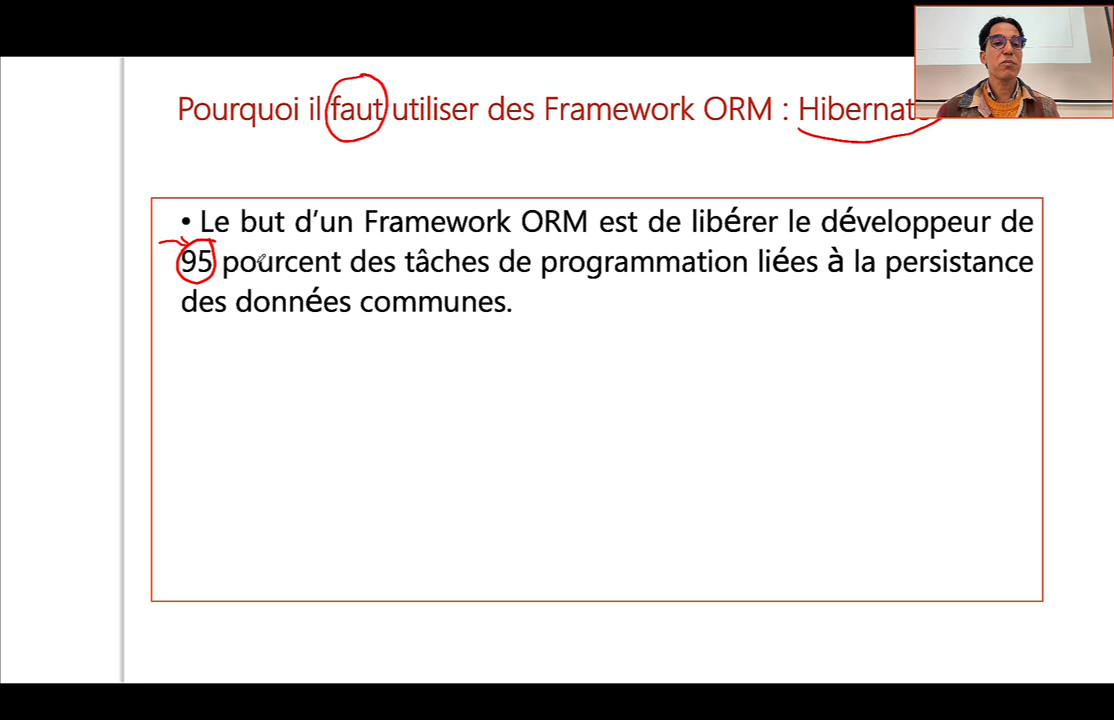 Pourquoi il faut utiliser des Framework ORM : Hibernate
• Le but d’un Framework ORM est de libérer le développeur de
95 pourcent des tâches de programmation liées à la persistance
des données communes.